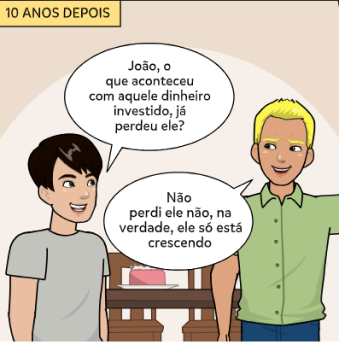 10 ANOS DEPOIS
João, o
que aconteceu
com aquele dinheiro
investido, já
perdeu ele?
Não
perdi ele não, na
verdade, ele só está
crescendo